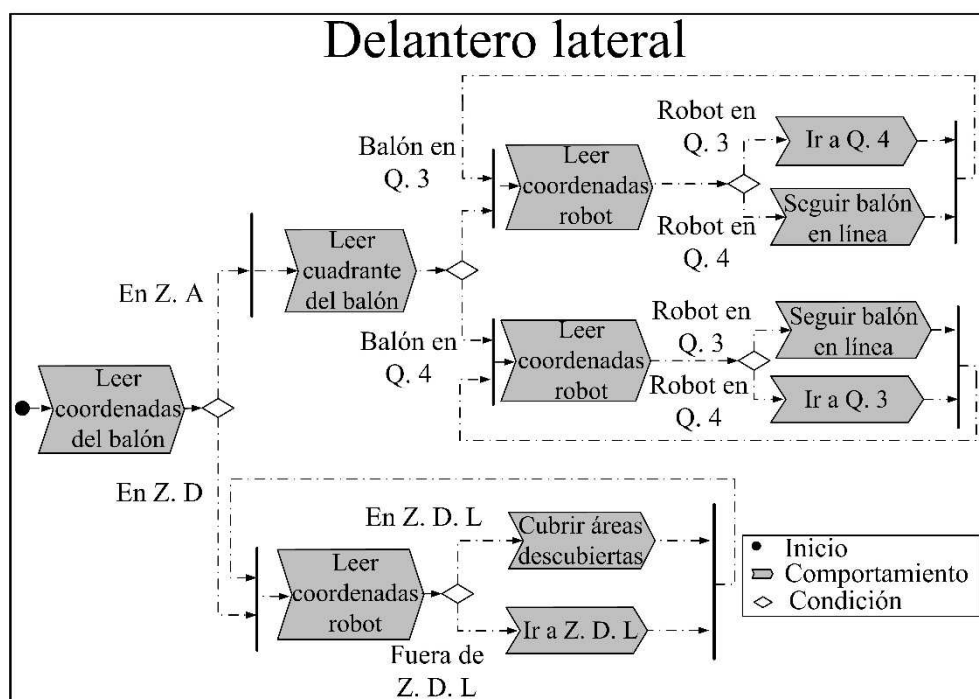 Delantero lateral
Balón en
Q. 3
Leer
coordenadas
robot
Robot en
Q. 3
Ir a Q. 4
Robot en
Q. 4
Seguir balón
en línea
En Z. A
Leer
cuadrante
del balón
Balón en
Q. 4
Leer
coordenadas
robot
Robot en
Q. 3
Seguir balón
en línea
Robot en
Q. 4
Ir a Q. 3
Leer
coordenadas
del balón
En Z. D
Leer
coordenadas
robot
En Z. D. L
Cubrir áreas
descubiertas
Fuera de
Z. D. L
Ir a Z. D. L
Inicio
Comportamiento
Condición